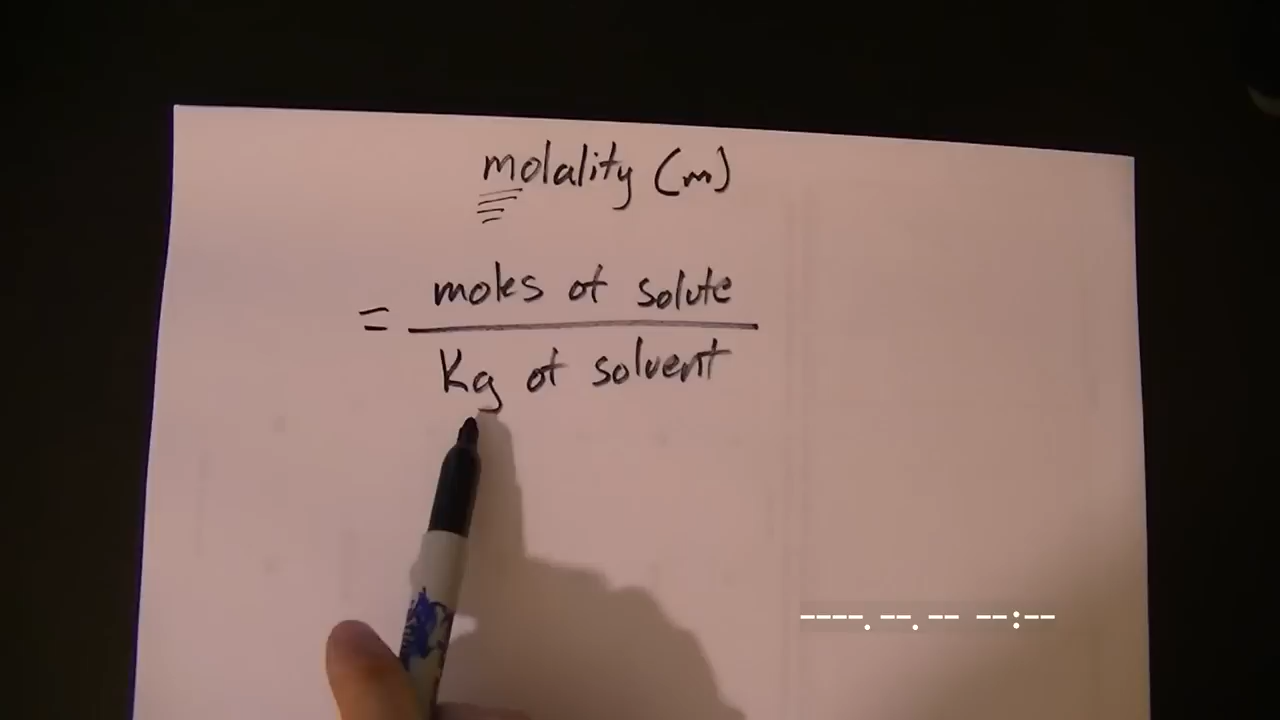 molality (m)
= moles of solute
Kg of solvent
----.--.-- --:--